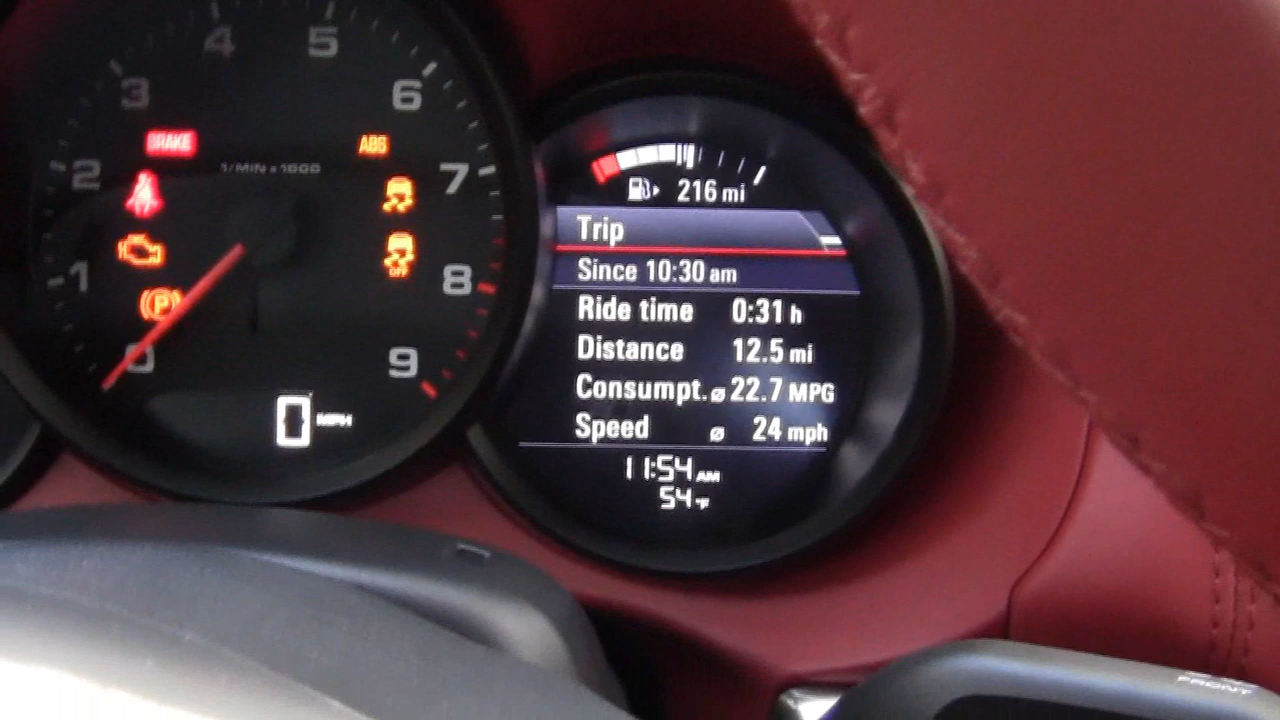 4 5
3 6
BRAKE ABS
1/MIN x 1000
2 7
1 8
P OFF
0 9
0 MPH
216 mi
Trip
Since 10:30 am
Ride time 0:31 h
Distance 12.5 mi
Consumpt. ø 22.7 MPG
Speed ø 24 mph
11:54 AM
54 °F
FRONT